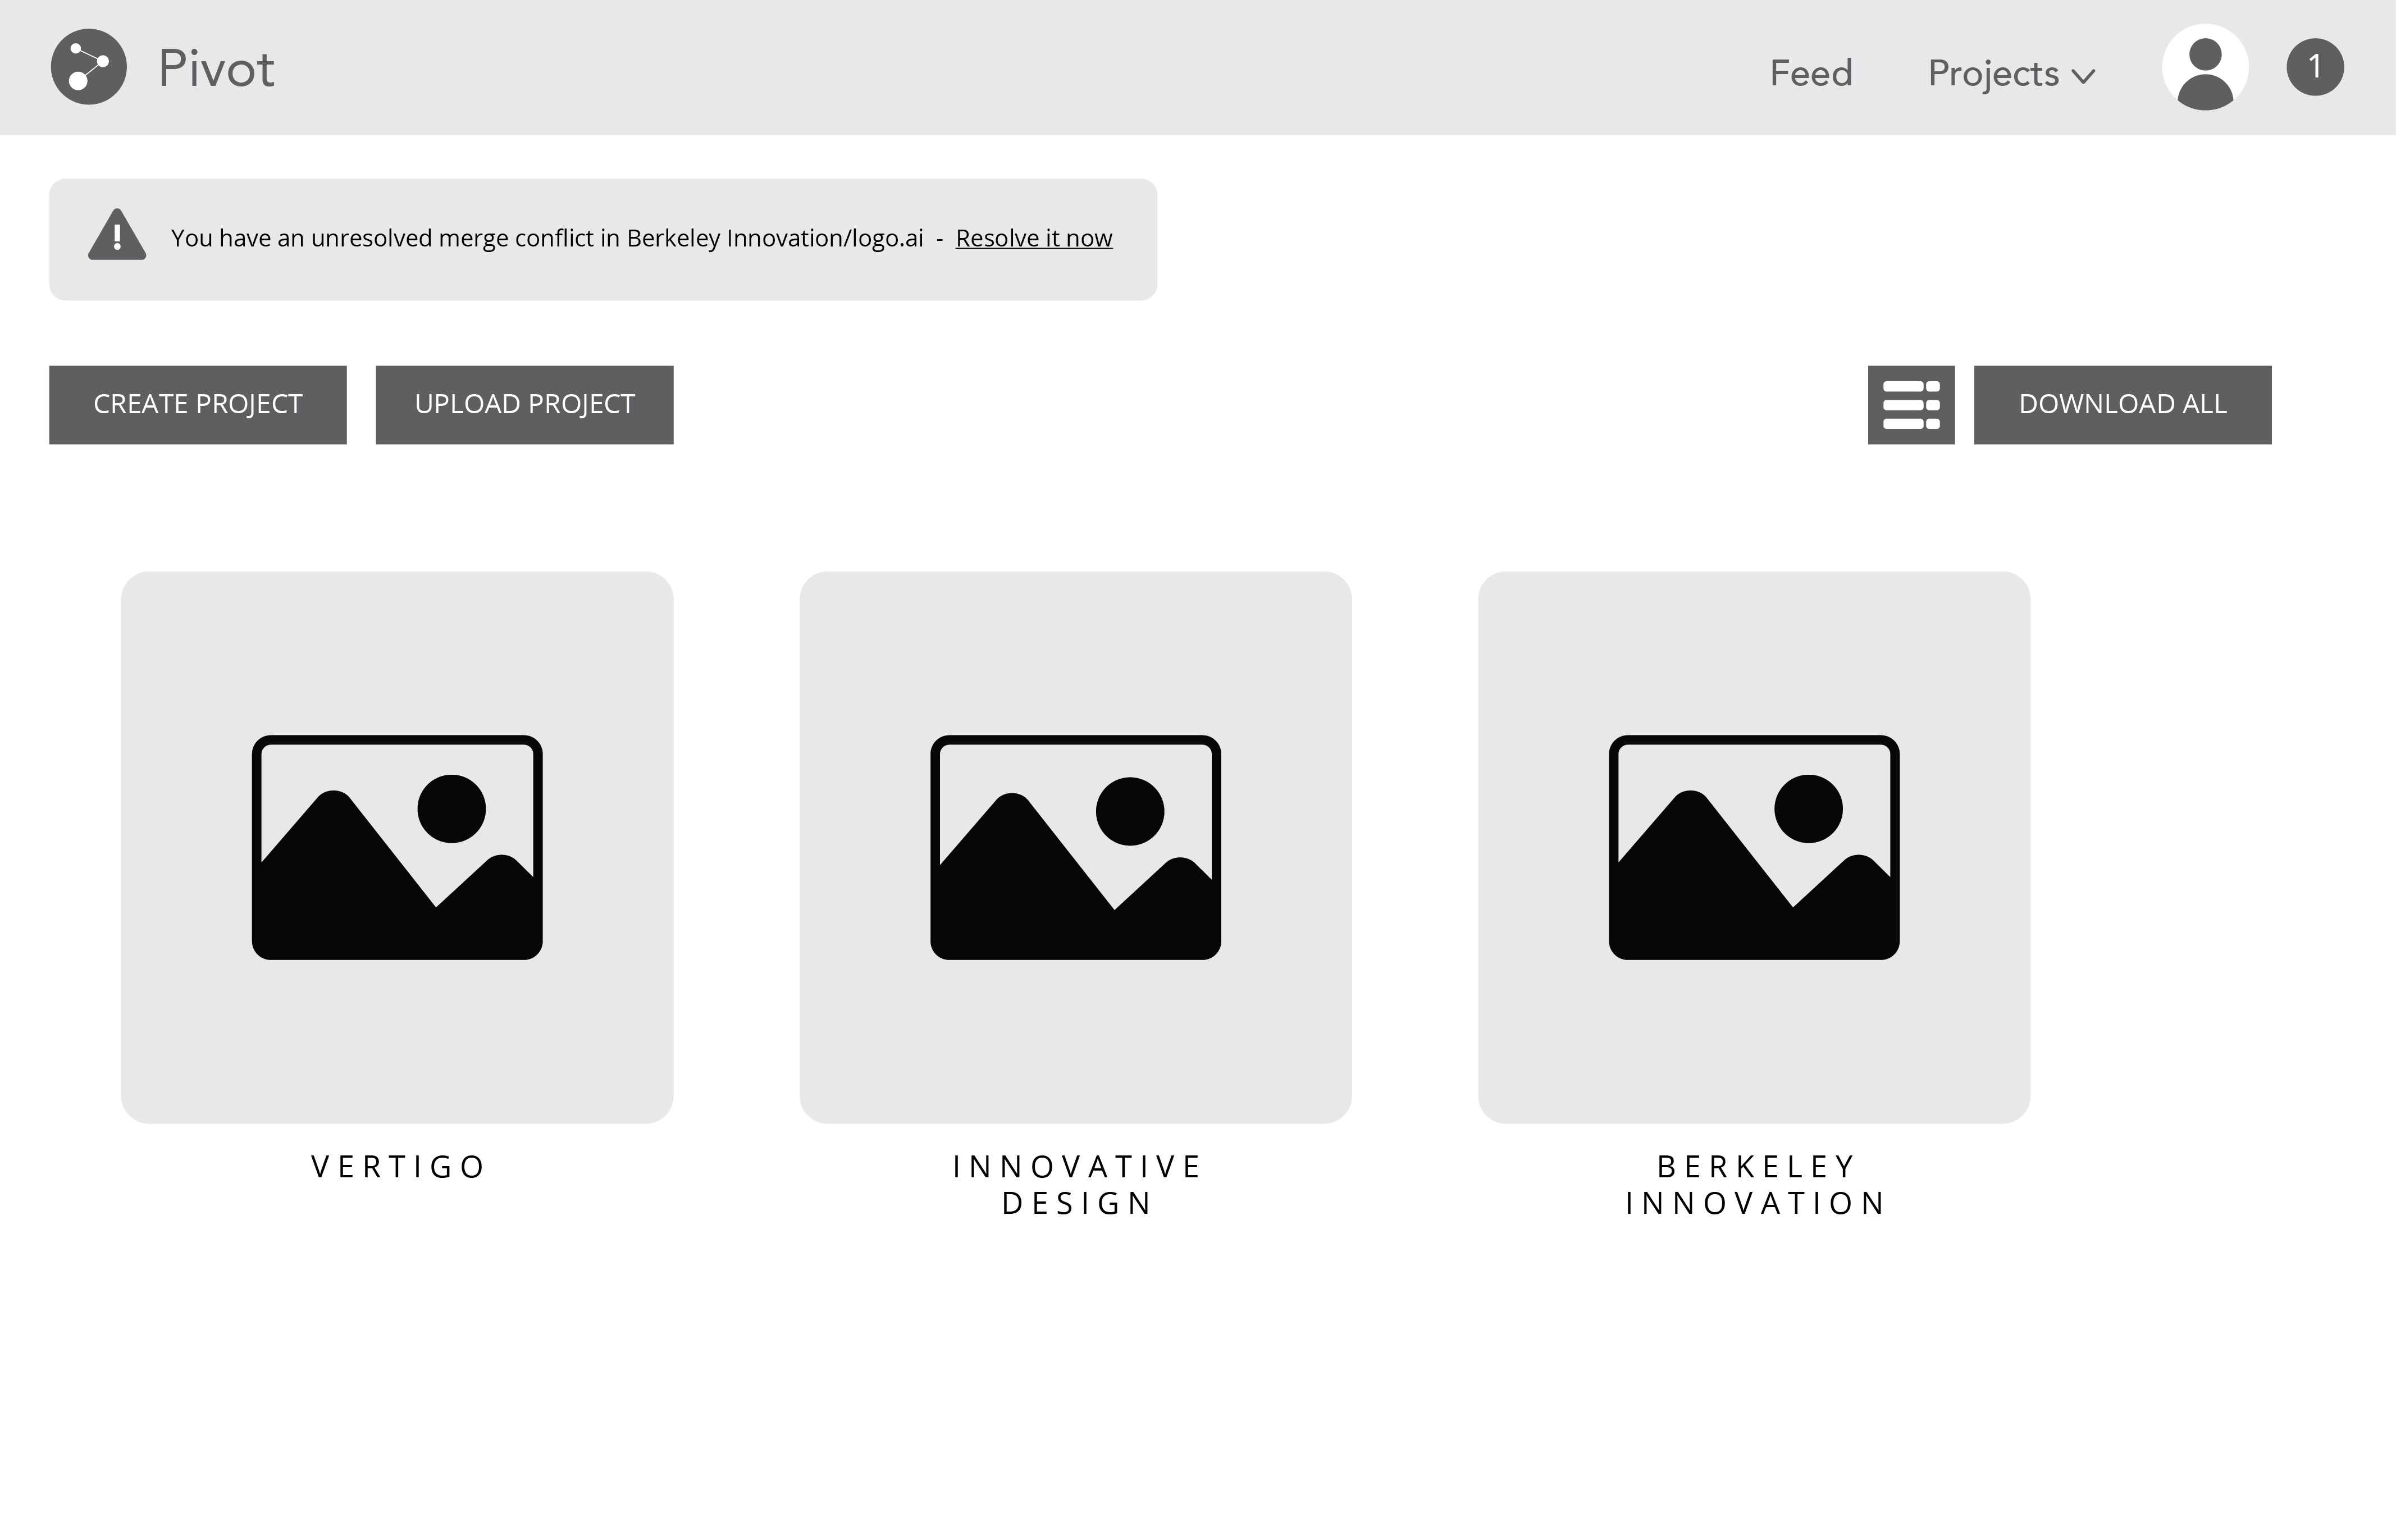 Pivot
Feed
Projects
1
You have an unresolved merge conflict in Berkeley Innovation/logo.ai - Resolve it now
CREATE PROJECT
UPLOAD PROJECT
DOWNLOAD ALL
VERTIGO
INNOVATIVE
DESIGN
BERKELEY
INNOVATION